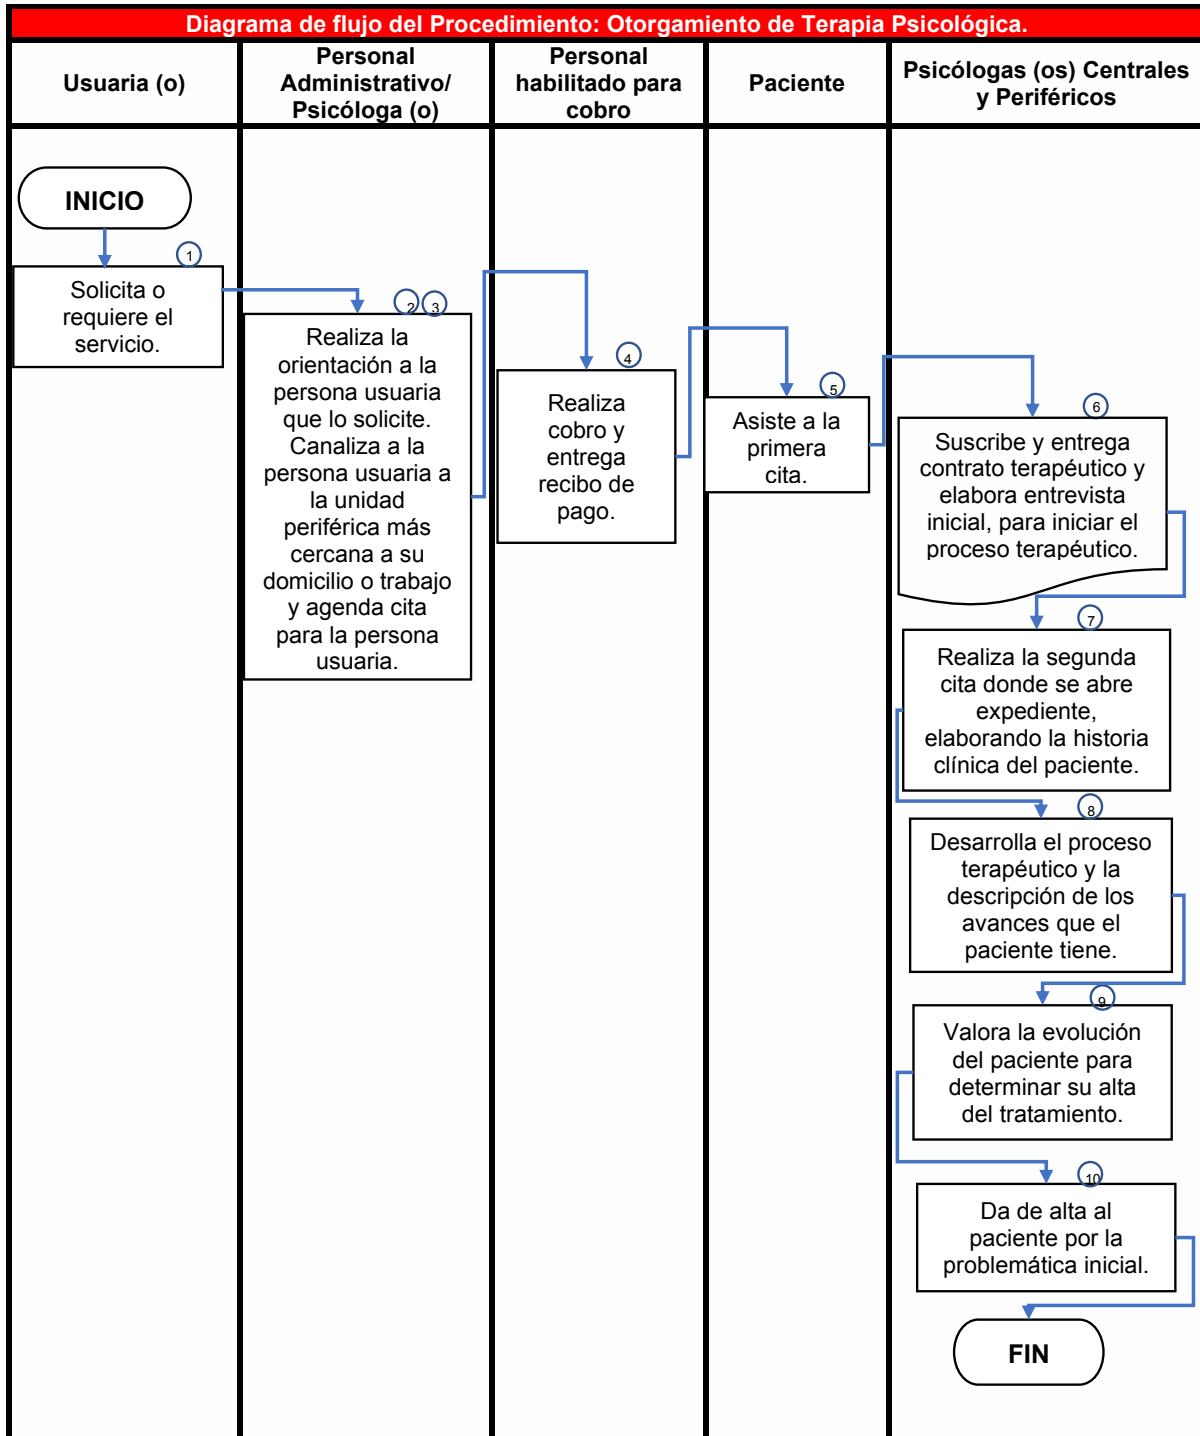 Diagrama de flujo del Procedimiento: Otorgamiento de Terapia Psicológica.
Usuaria (o)
Personal
Administrativo/
Psicóloga (o)
Personal
habilitado para
cobro
Paciente
Psicólogas (os) Centrales
y Periféricos
INICIO
1
Solicita o
requiere el
servicio.
2 3
Realiza la
orientación a la
persona usuaria
que lo solicite.
Canaliza a la
persona usuaria a
la unidad
periférica más
cercana a su
domicilio o trabajo
y agenda cita
para la persona
usuaria.
4
Realiza
cobro y
entrega
recibo de
pago.
5
Asiste a la
primera
cita.
6
Suscribe y entrega
contrato terapéutico y
elabora entrevista
inicial, para iniciar el
proceso terapéutico.
7
Realiza la segunda
cita donde se abre
expediente,
elaborando la historia
clínica del paciente.
8
Desarrolla el proceso
terapéutico y la
descripción de los
avances que el
paciente tiene.
9
Valora la evolución
del paciente para
determinar su alta
del tratamiento.
10
Da de alta al
paciente por la
problemática inicial.
FIN